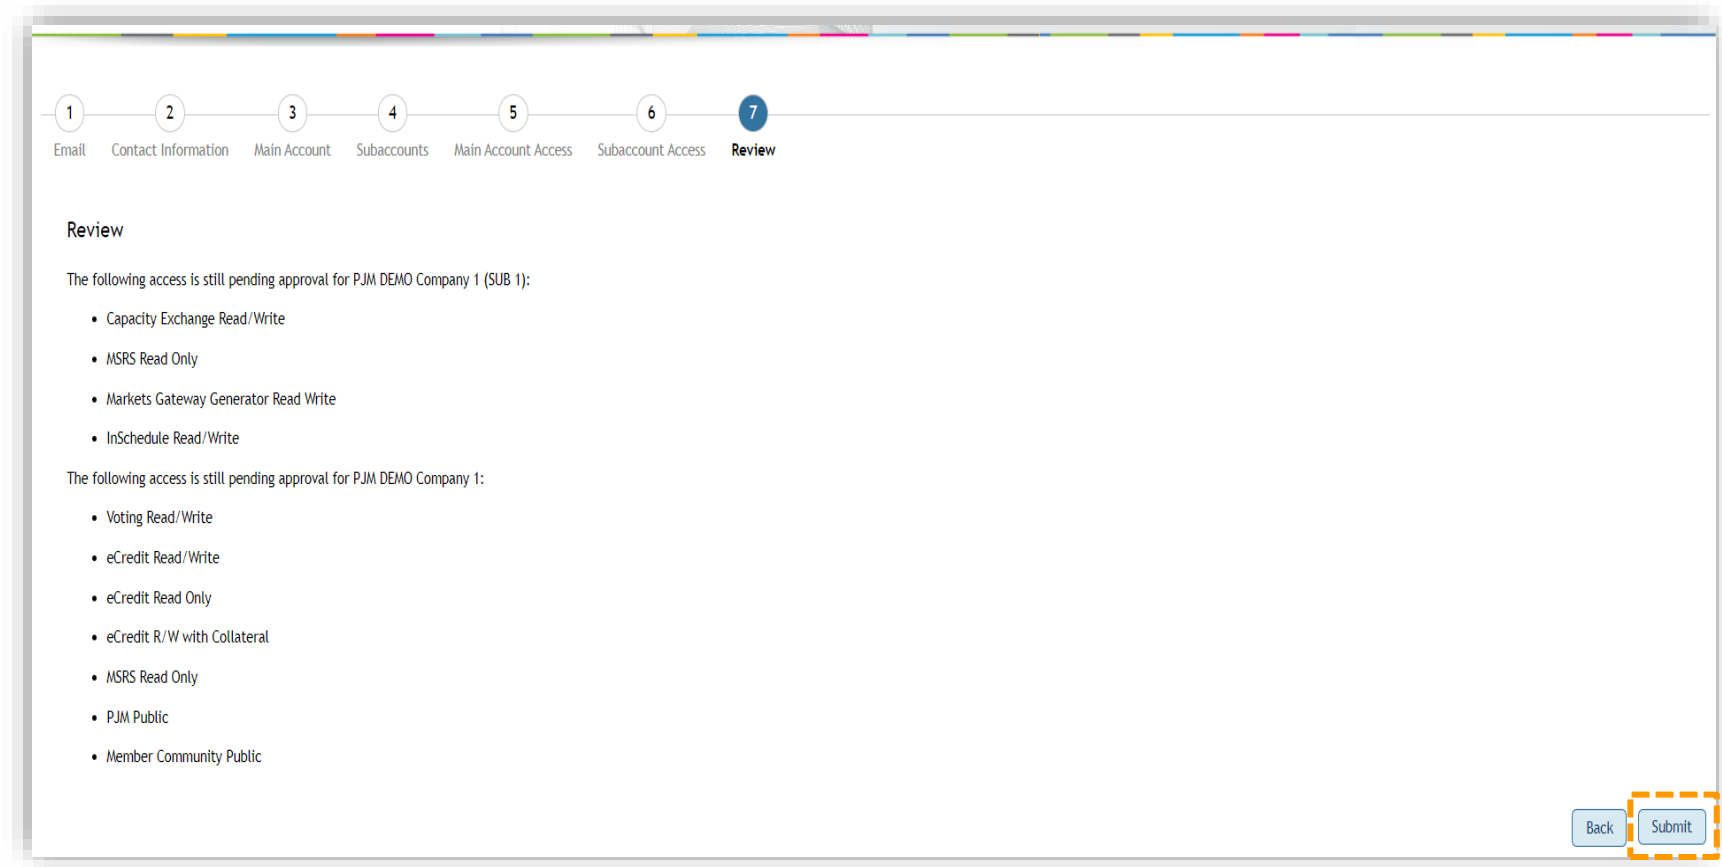 1 2 3 4 5 6 7
Email Contact Information Main Account Subaccounts Main Account Access Subaccount Access Review
Review
The following access is still pending approval for PJM DEMO Company 1 (SUB 1):
• Capacity Exchange Read/Write
• MSRS Read Only
• Markets Gateway Generator Read Write
• InSchedule Read/Write
The following access is still pending approval for PJM DEMO Company 1:
• Voting Read/Write
• eCredit Read/Write
• eCredit Read Only
• eCredit R/W with Collateral
• MSRS Read Only
• PJM Public
• Member Community Public
Back Submit